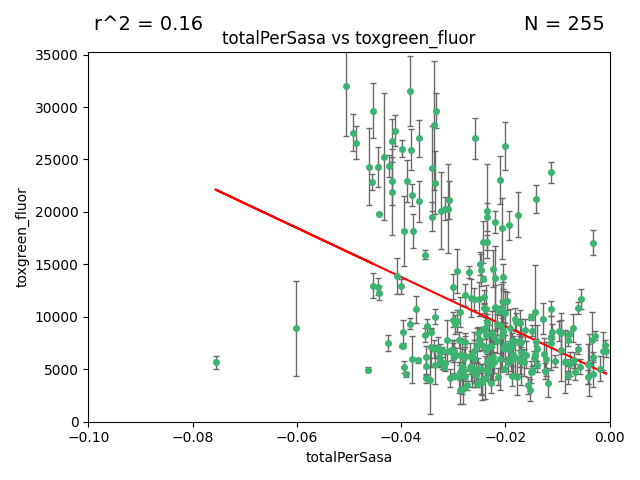 r^2 = 0.16
N = 255
totalPerSasa vs toxgreen_fluor
35000
30000
25000
20000
15000
10000
5000
0
toxgreen_fluor
−0.10
−0.08
−0.06
−0.04
−0.02
0.00
totalPerSasa